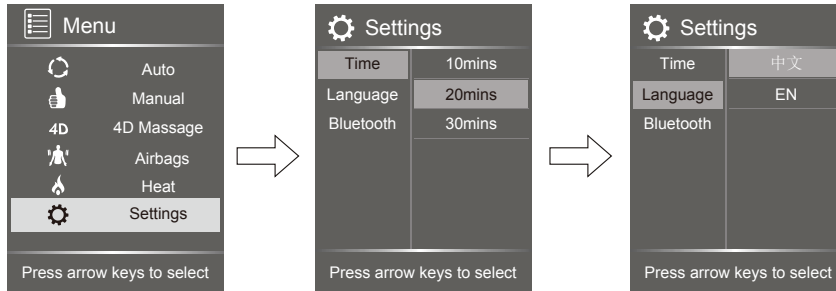 Menu
Auto
Manual
4D
4D Massage
Airbags
Heat
Settings
Press arrow keys to select
Settings
Time
10mins
Language
20mins
Bluetooth
30mins
Press arrow keys to select
Settings
Time
中文
Language
EN
Bluetooth
Press arrow keys to select